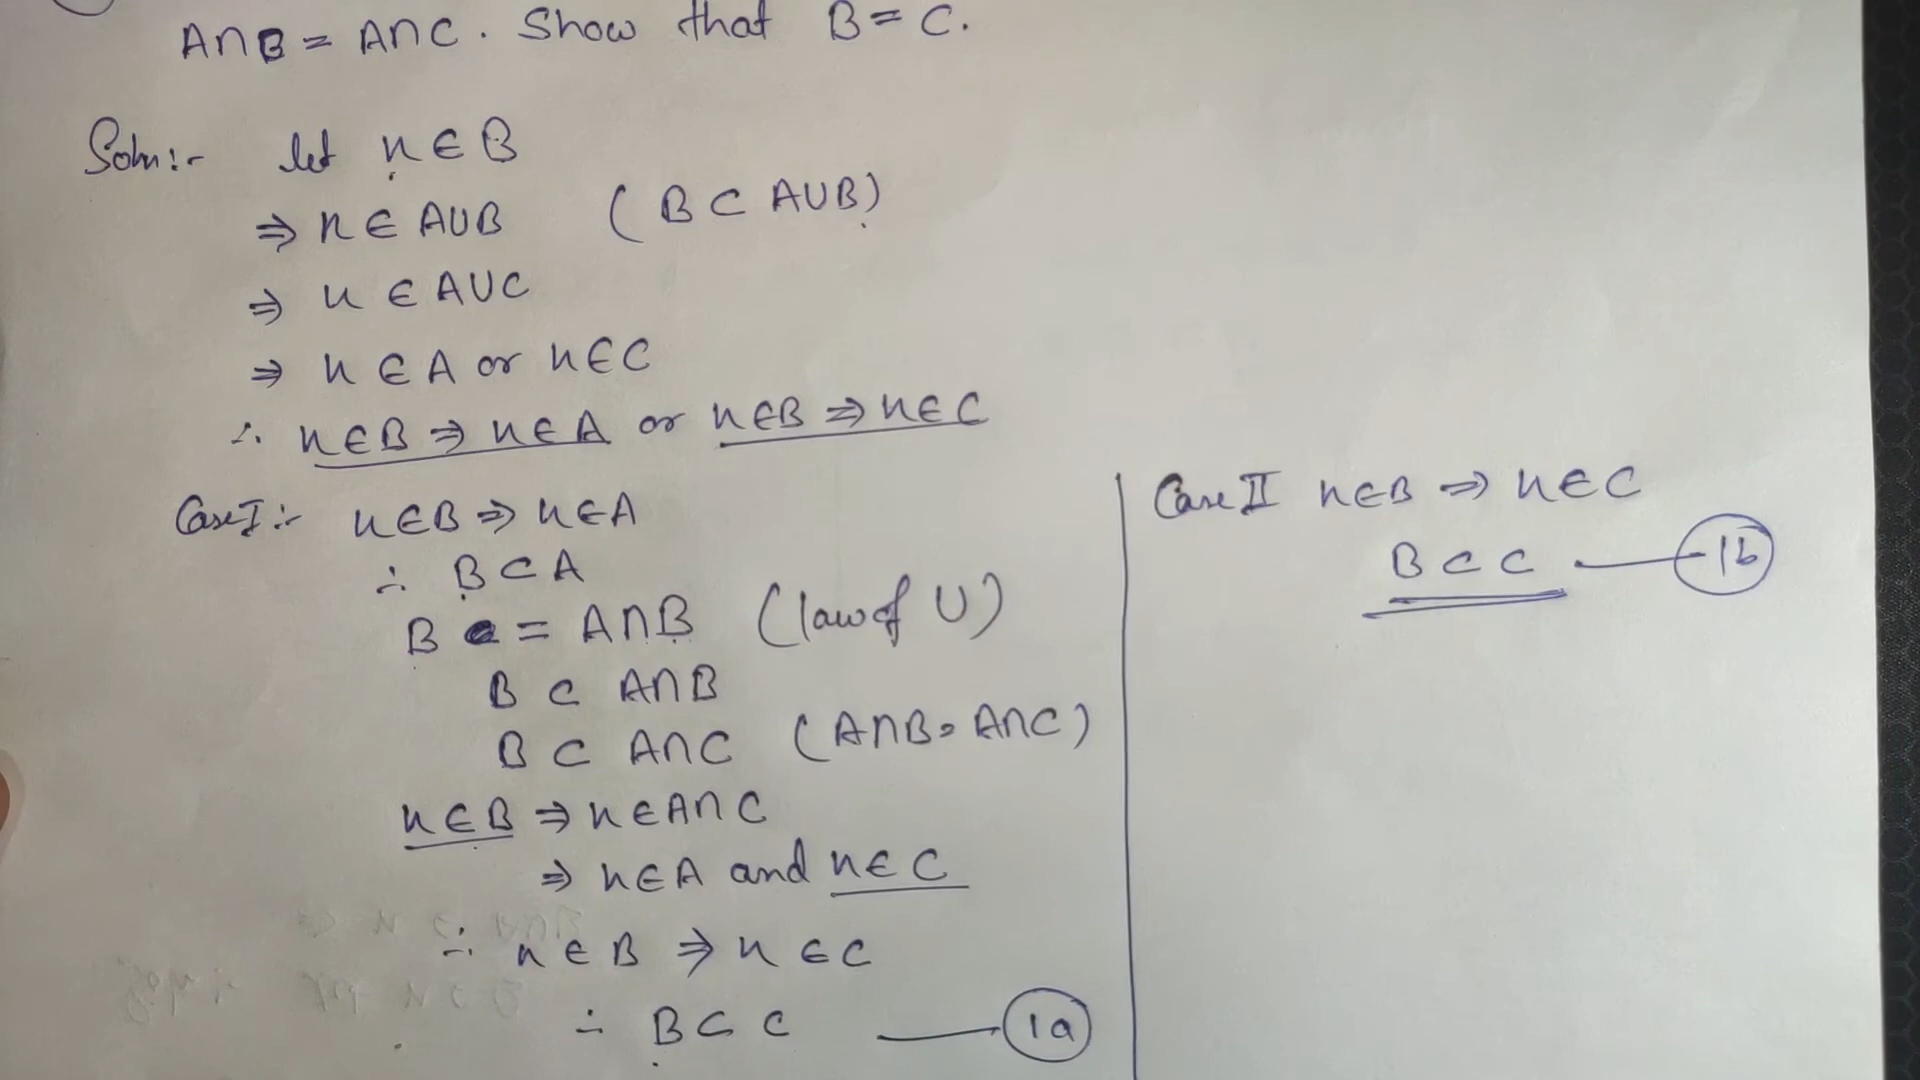 A∩B = A∩C. Show that B = C.
Soln:- let x ∈ B
⇒ x ∈ A∪B (B ⊂ A∪B)
⇒ x ∈ A∪C
⇒ x ∈ A or x ∈ C
∴ x∈B ⇒ x∈A or x∈B ⇒ x∈C
Case I :- x∈B ⇒ x∈A
∴ B ⊂ A
B = A∩B (law of U)
B ⊂ A∩B
B ⊂ A∩C (A∩B = A∩C)
x∈B ⇒ x∈A∩C
⇒ x∈A and x∈C
∴ x∈B ⇒ x∈C
∴ B ⊂ C — 1a
Case II x∈B ⇒ x∈C
B ⊂ C — 1b